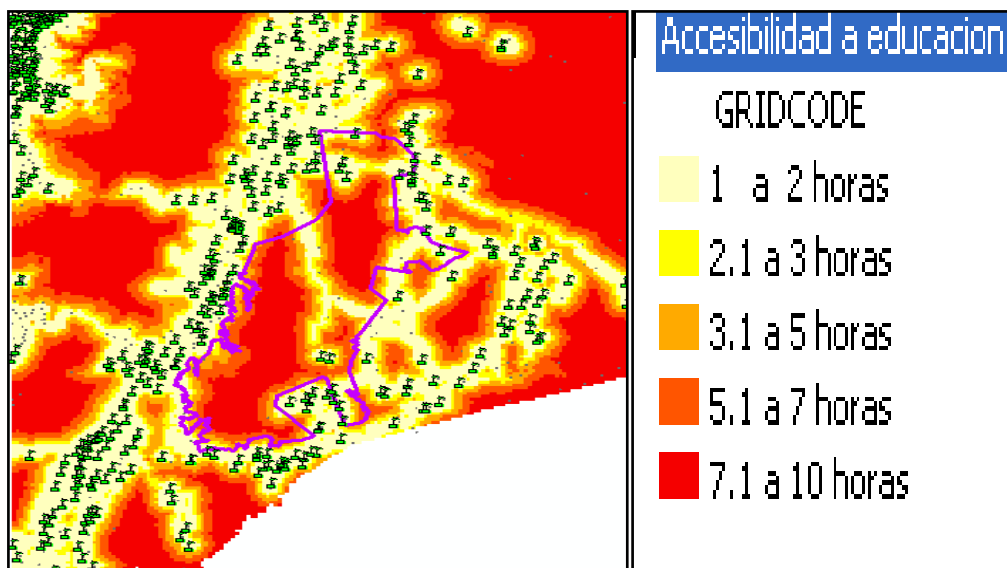 Accesibilidad a educacion
GRIDCODE
1 a 2 horas
2.1 a 3 horas
3.1 a 5 horas
5.1 a 7 horas
7.1 a 10 horas